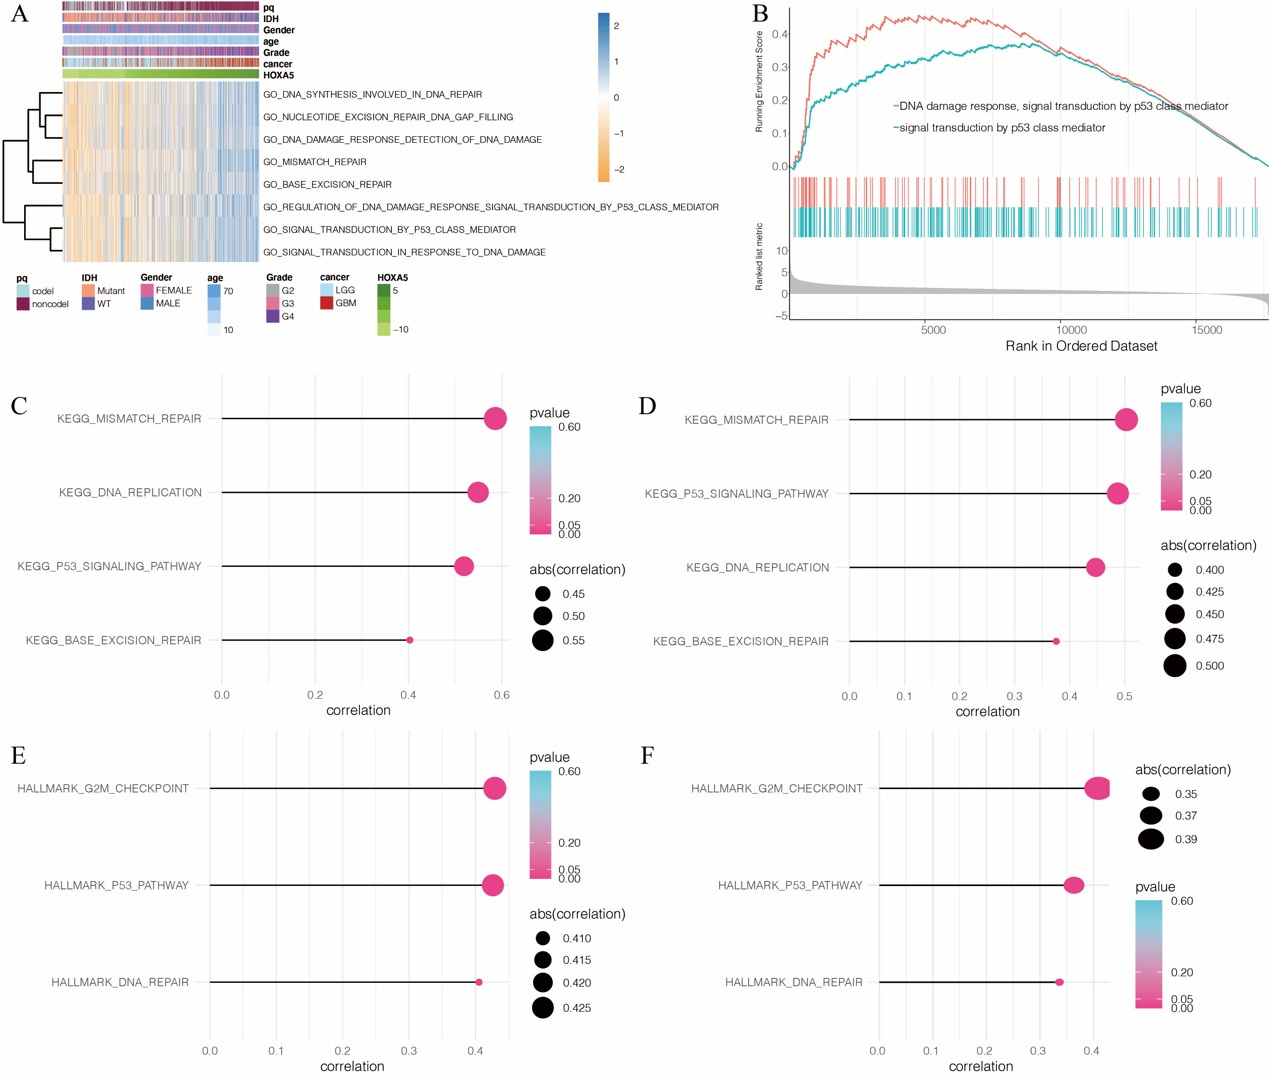 A
pq
IDH
Gender
age
Grade
cancer
HOXA5
GO_DNA_SYNTHESIS_INVOLVED_IN_DNA_REPAIR
GO_NUCLEOTIDE_EXCISION_REPAIR_DNA_GAP_FILLING
GO_DNA_DAMAGE_RESPONSE_DETECTION_OF_DNA_DAMAGE
GO_MISMATCH_REPAIR
GO_BASE_EXCISION_REPAIR
GO_REGULATION_OF_DNA_DAMAGE_RESPONSE_SIGNAL_TRANSDUCTION_BY_P53_CLASS_MEDIATOR
GO_SIGNAL_TRANSDUCTION_BY_P53_CLASS_MEDIATOR
GO_SIGNAL_TRANSDUCTION_IN_RESPONSE_TO_DNA_DAMAGE
2
1
0
−1
−2
pq
codel
noncodel
IDH
Mutant
WT
Gender
FEMALE
MALE
age
70
10
Grade
G2
G3
G4
cancer
LGG
GBM
HOXA5
5
−10
B
Running Enrichment Score
0.4
0.3
0.2
0.1
0.0
DNA damage response, signal transduction by p53 class mediator
signal transduction by p53 class mediator
Ranked list metric
10
5
0
−5
5000 10000 15000
Rank in Ordered Dataset
C
KEGG_MISMATCH_REPAIR
KEGG_DNA_REPLICATION
KEGG_P53_SIGNALING_PATHWAY
KEGG_BASE_EXCISION_REPAIR
0.0 0.2 0.4 0.6
correlation
pvalue
0.60
0.20
0.05
0.00
abs(correlation)
0.45
0.50
0.55
D
KEGG_MISMATCH_REPAIR
KEGG_P53_SIGNALING_PATHWAY
KEGG_DNA_REPLICATION
KEGG_BASE_EXCISION_REPAIR
0.0 0.1 0.2 0.3 0.4 0.5
correlation
pvalue
0.60
0.20
0.05
0.00
abs(correlation)
0.400
0.425
0.450
0.475
0.500
E
HALLMARK_G2M_CHECKPOINT
HALLMARK_P53_PATHWAY
HALLMARK_DNA_REPAIR
0.0 0.1 0.2 0.3 0.4
correlation
pvalue
0.60
0.20
0.05
0.00
abs(correlation)
0.410
0.415
0.420
0.425
F
HALLMARK_G2M_CHECKPOINT
HALLMARK_P53_PATHWAY
HALLMARK_DNA_REPAIR
0.0 0.1 0.2 0.3 0.4
correlation
abs(correlation)
0.35
0.37
0.39
pvalue
0.60
0.20
0.05
0.00